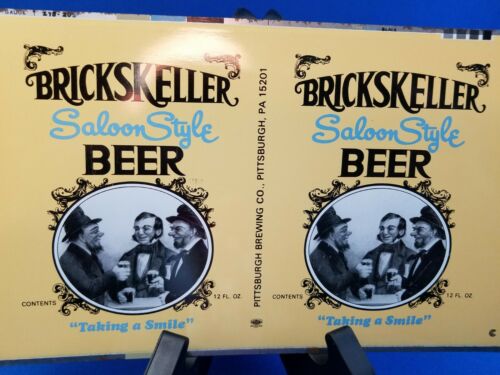 BRICKSKELLER
Saloon Style
BEER
CONTENTS
12 FL. OZ.
"Taking a Smile"
PITTSBURGH BREWING CO., PITTSBURGH, PA 15201
BRICKSKELLER
Saloon Style
BEER
CONTENTS
12 FL. OZ.
"Taking a Smile"